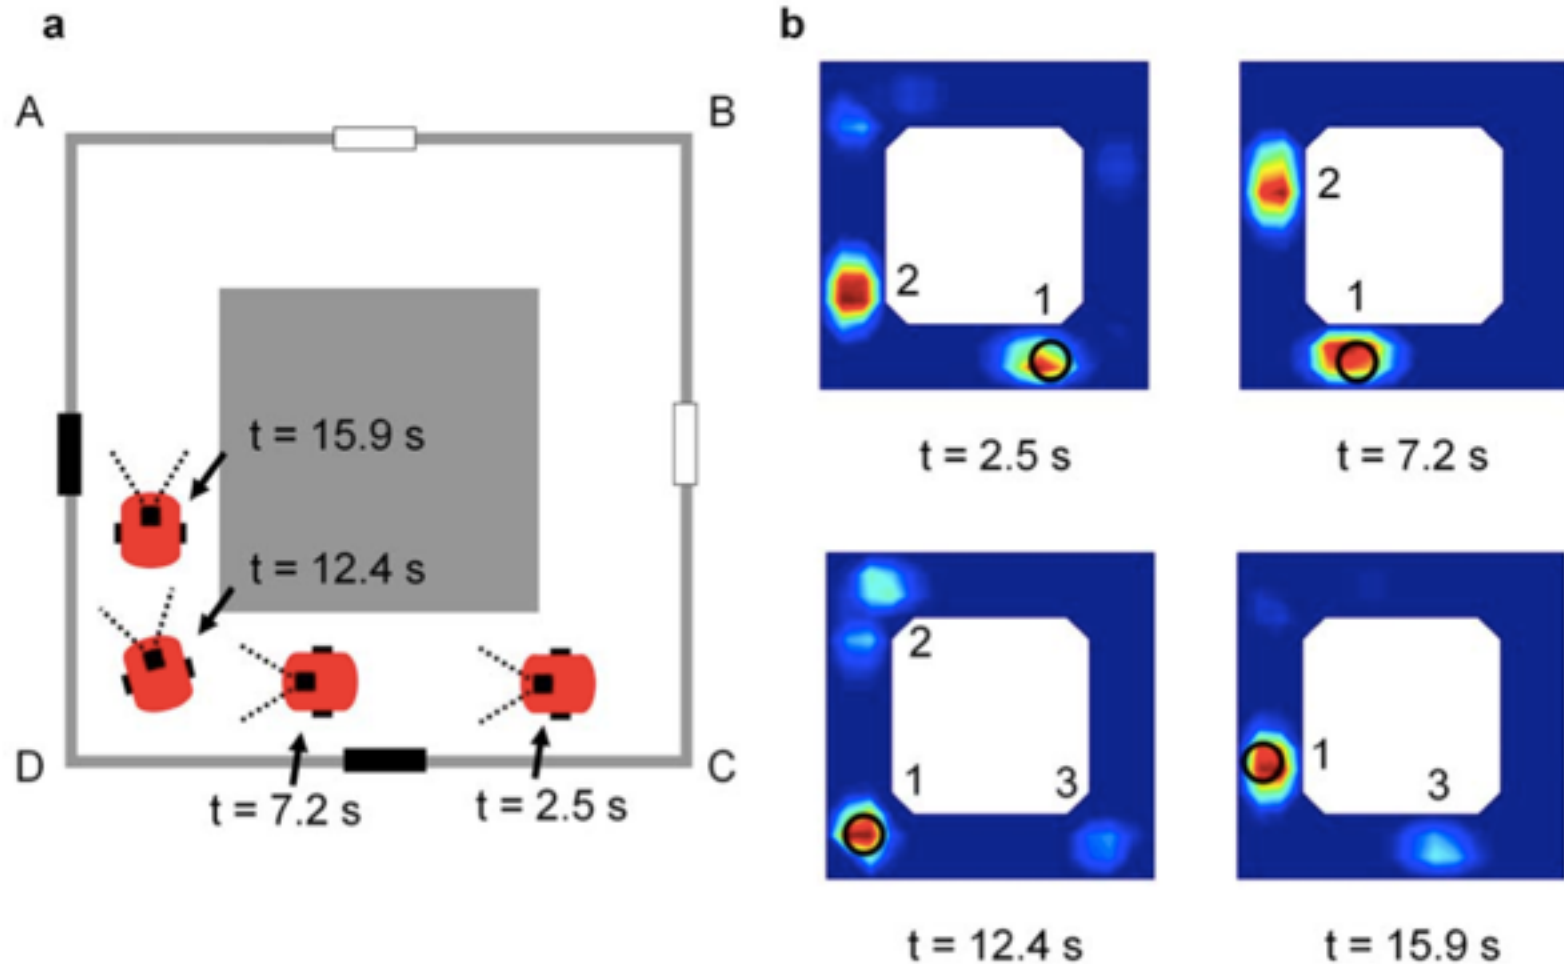 a
A
B
t = 15.9 s
t = 12.4 s
D
C
t = 7.2 s
t = 2.5 s
b
2
1
t = 2.5 s
2
1
t = 7.2 s
2
1
3
t = 12.4 s
1
3
t = 15.9 s